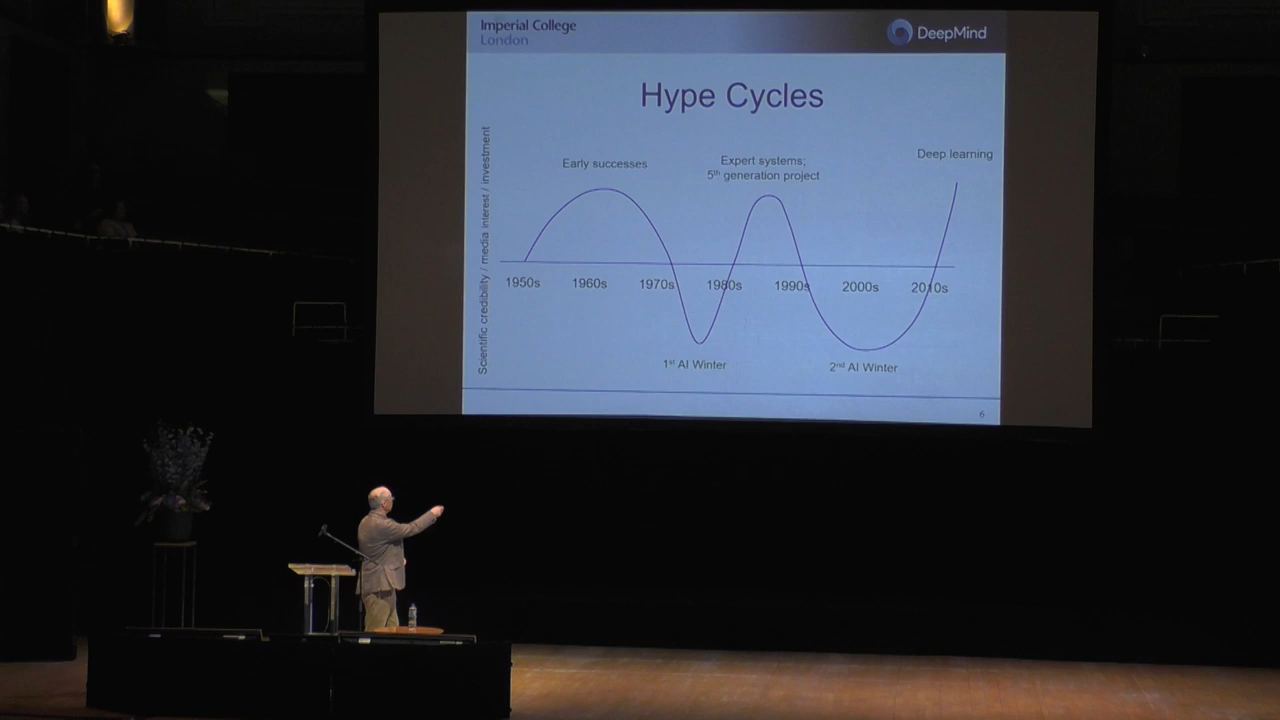 Imperial College
London
DeepMind
Hype Cycles
Scientific credibility / media interest / investment
Early successes
Expert systems;
5th generation project
Deep learning
1950s 1960s 1970s 1980s 1990s 2000s 2010s
1st AI Winter
2nd AI Winter
6